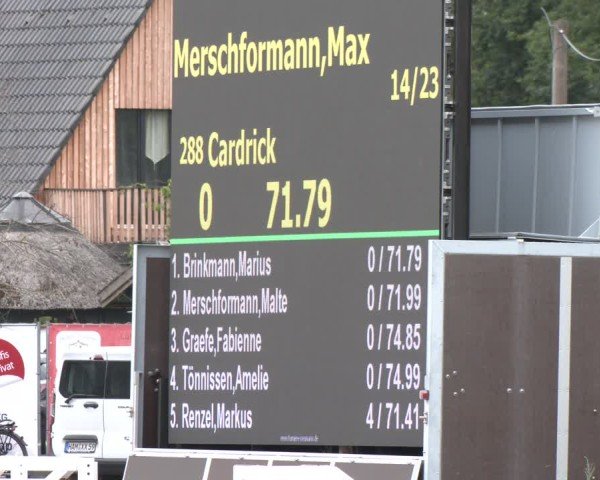 Merschformann,Max
14/23
288 Cardrick
0 71.79
1. Brinkmann,Marius 0/71.79
2. Merschformann,Malte 0/71.99
3. Graefe,Fabienne 0/74.85
4. Tönnissen,Amelie 0/74.99
5. Renzel,Markus 4/71.41